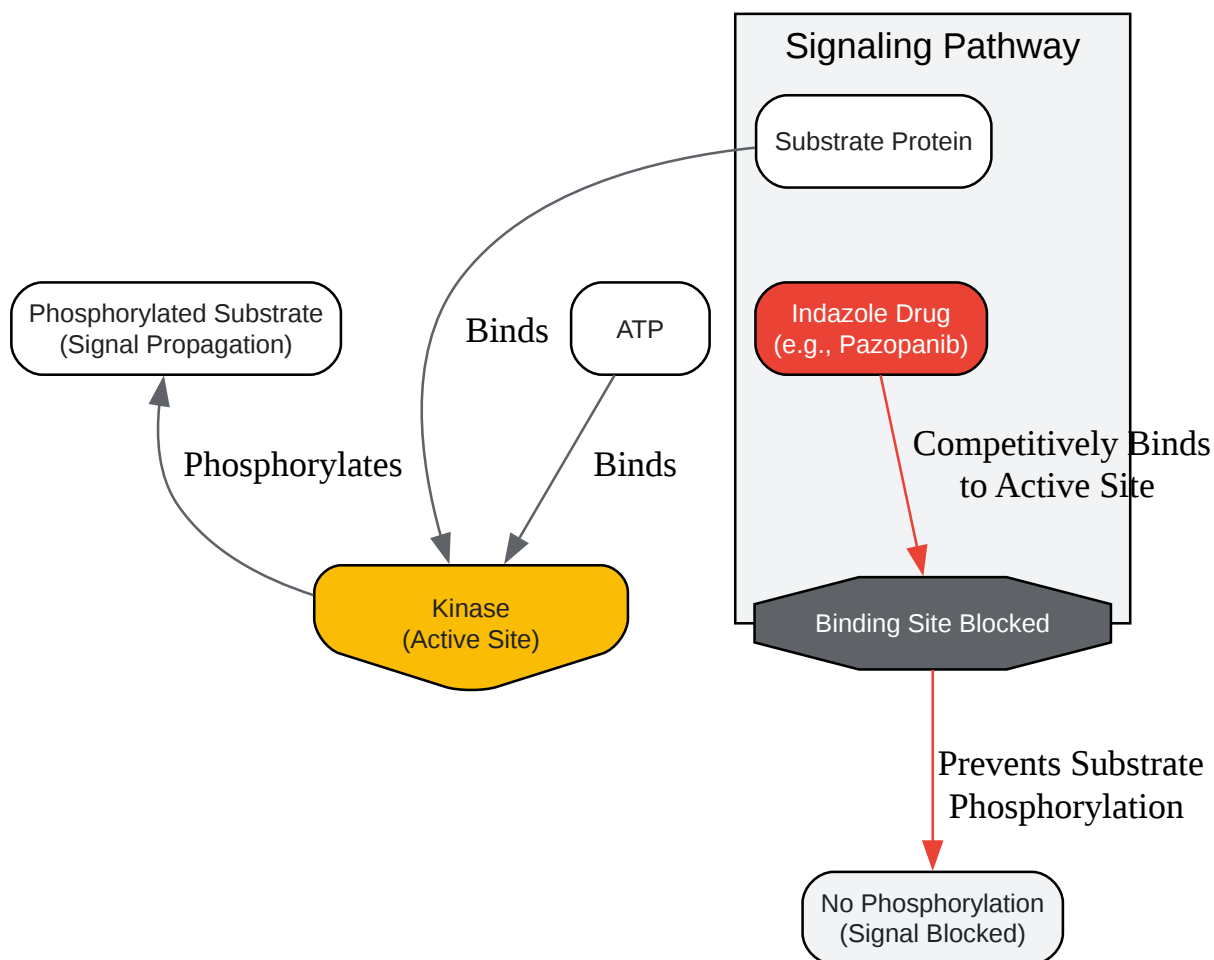 Signaling Pathway
Substrate Protein
Phosphorylated Substrate
(Signal Propagation)
Binds
ATP
Indazole Drug
(e.g., Pazopanib)
Phosphorylates
Binds
Competitively Binds
to Active Site
Kinase
(Active Site)
Binding Site Blocked
Prevents Substrate
Phosphorylation
No Phosphorylation
(Signal Blocked)